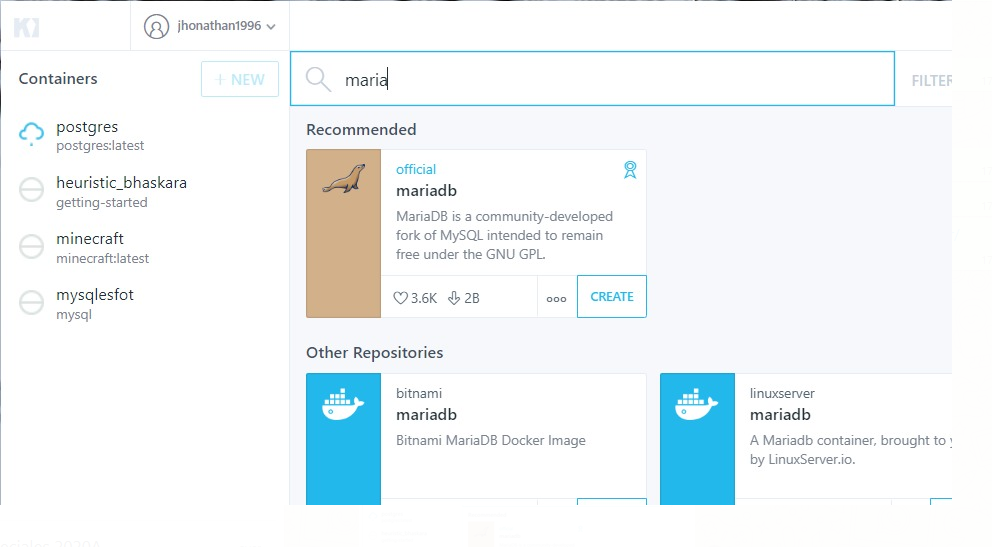 jhonathan1996
Containers
+ NEW
postgres
postgres:latest
heuristic_bhaskara
getting-started
minecraft
minecraft:latest
mysqlesfot
mysql
maria
FILTER
Recommended
official
mariadb
MariaDB is a community-developed
fork of MySQL intended to remain
free under the GNU GPL.
3.6K 2B
CREATE
Other Repositories
bitnami
mariadb
Bitnami MariaDB Docker Image
linuxserver
mariadb
A Mariadb container, brought to
by LinuxServer.io.